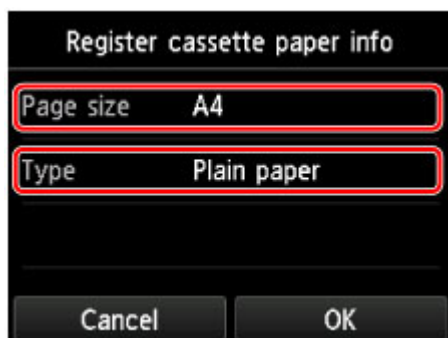 Register cassette paper info
Page size A4
Type Plain paper
Cancel OK